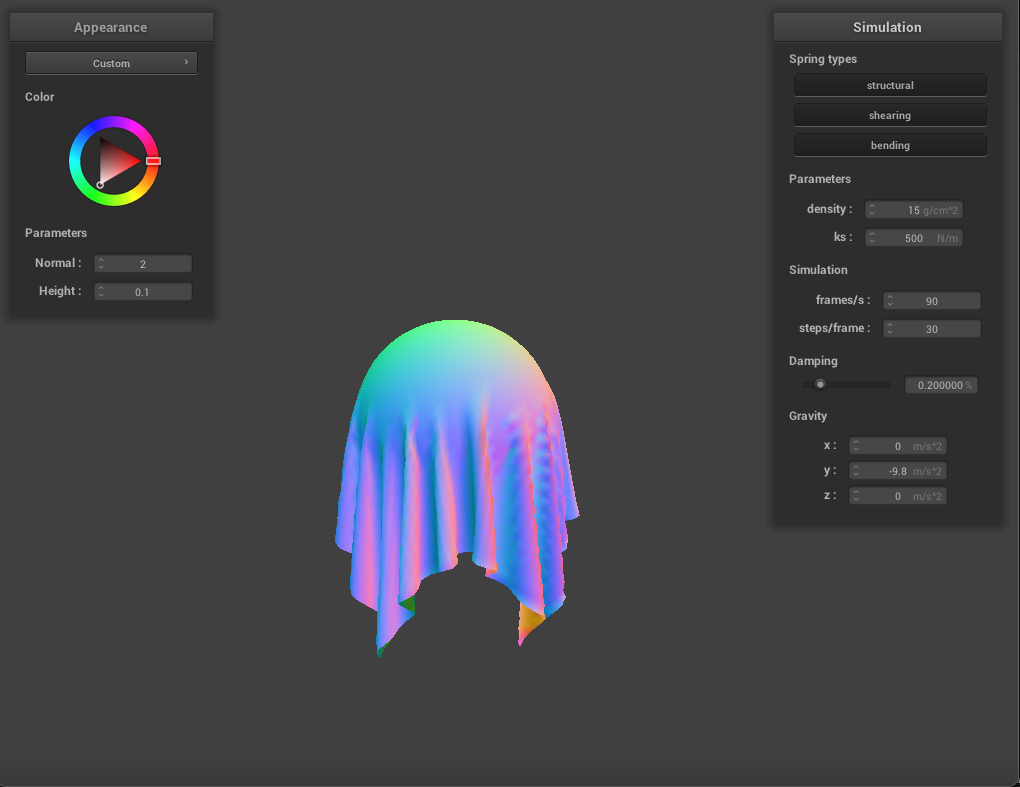 Appearance
Custom
Color
Parameters
Normal : 2
Height : 0.1
Simulation
Spring types
structural
shearing
bending
Parameters
density : 15 g/cm^2
ks : 500 N/m
Simulation
frames/s : 90
steps/frame : 30
Damping
0.200000 %
Gravity
x : 0 m/s^2
y : -9.8 m/s^2
z : 0 m/s^2